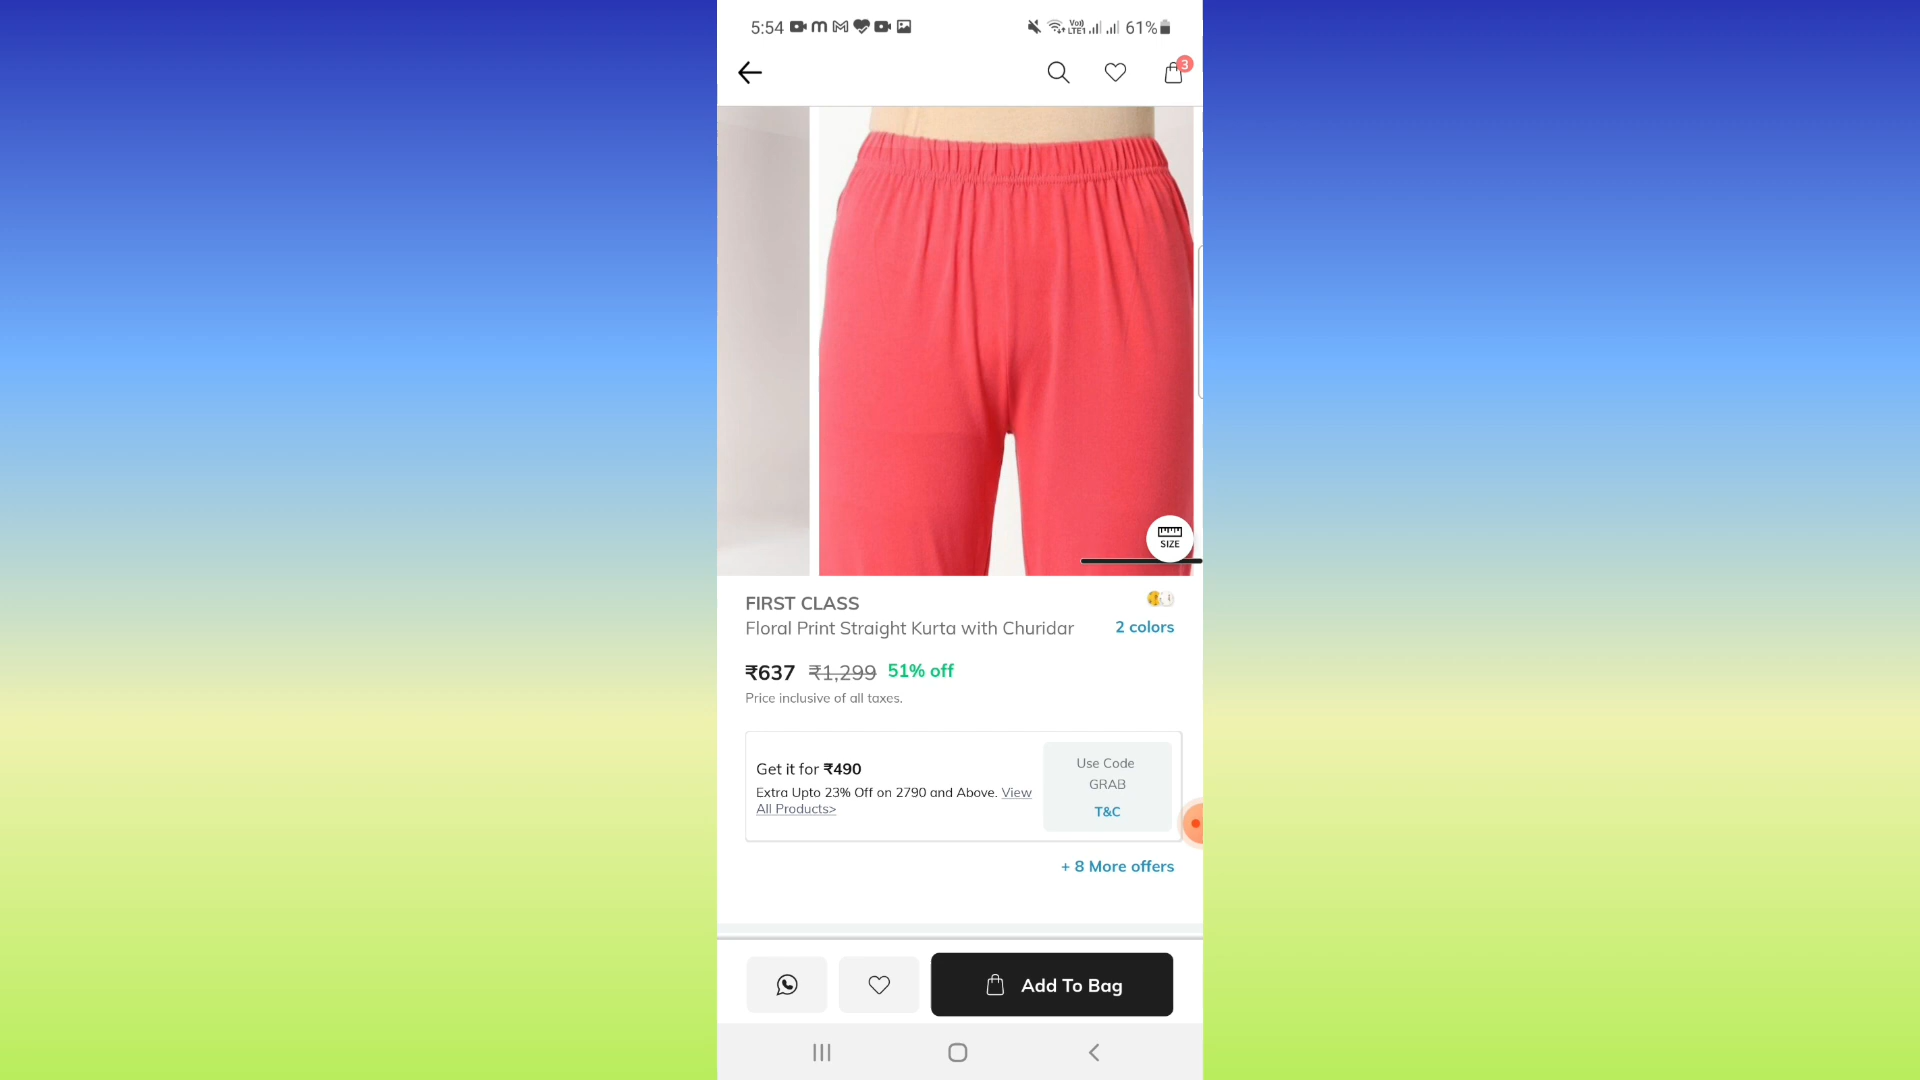 5:54 61%
3
SIZE
FIRST CLASS
Floral Print Straight Kurta with Churidar 2 colors
₹637 ₹1,299 51% off
Price inclusive of all taxes.
Get it for ₹490
Extra Upto 23% Off on 2790 and Above. View
All Products>
Use Code
GRAB
T&C
+ 8 More offers
Add To Bag